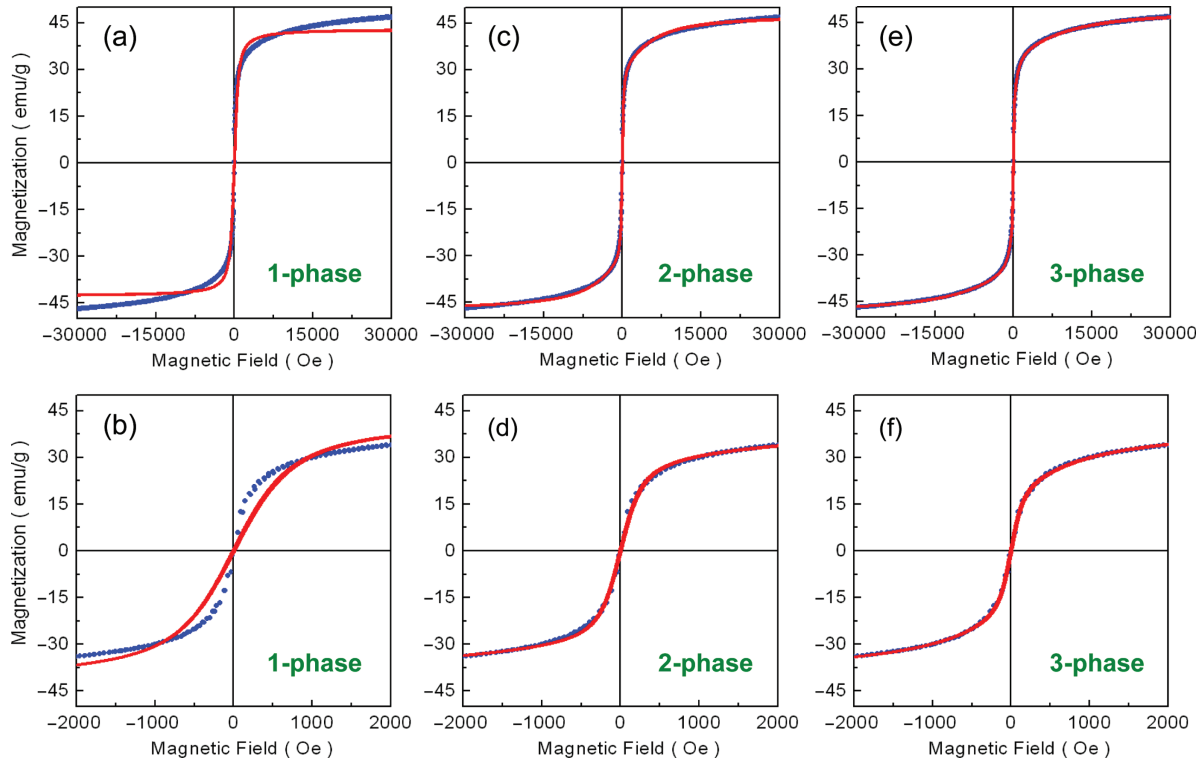 (a)
45
30
15
0
−15
−30
−45
1-phase
−30000 −15000 0 15000 30000
Magnetic Field ( Oe )
Magnetization ( emu/g )
(c)
45
30
15
0
−15
−30
−45
2-phase
−30000 −15000 0 15000 30000
Magnetic Field ( Oe )
(e)
45
30
15
0
−15
−30
−45
3-phase
−30000 −15000 0 15000 30000
Magnetic Field ( Oe )
(b)
45
30
15
0
−15
−30
−45
1-phase
−2000 −1000 0 1000 2000
Magnetic Field ( Oe )
Magnetization ( emu/g )
(d)
45
30
15
0
−15
−30
−45
2-phase
−2000 −1000 0 1000 2000
Magnetic Field ( Oe )
(f)
45
30
15
0
−15
−30
−45
3-phase
−2000 −1000 0 1000 2000
Magnetic Field ( Oe )